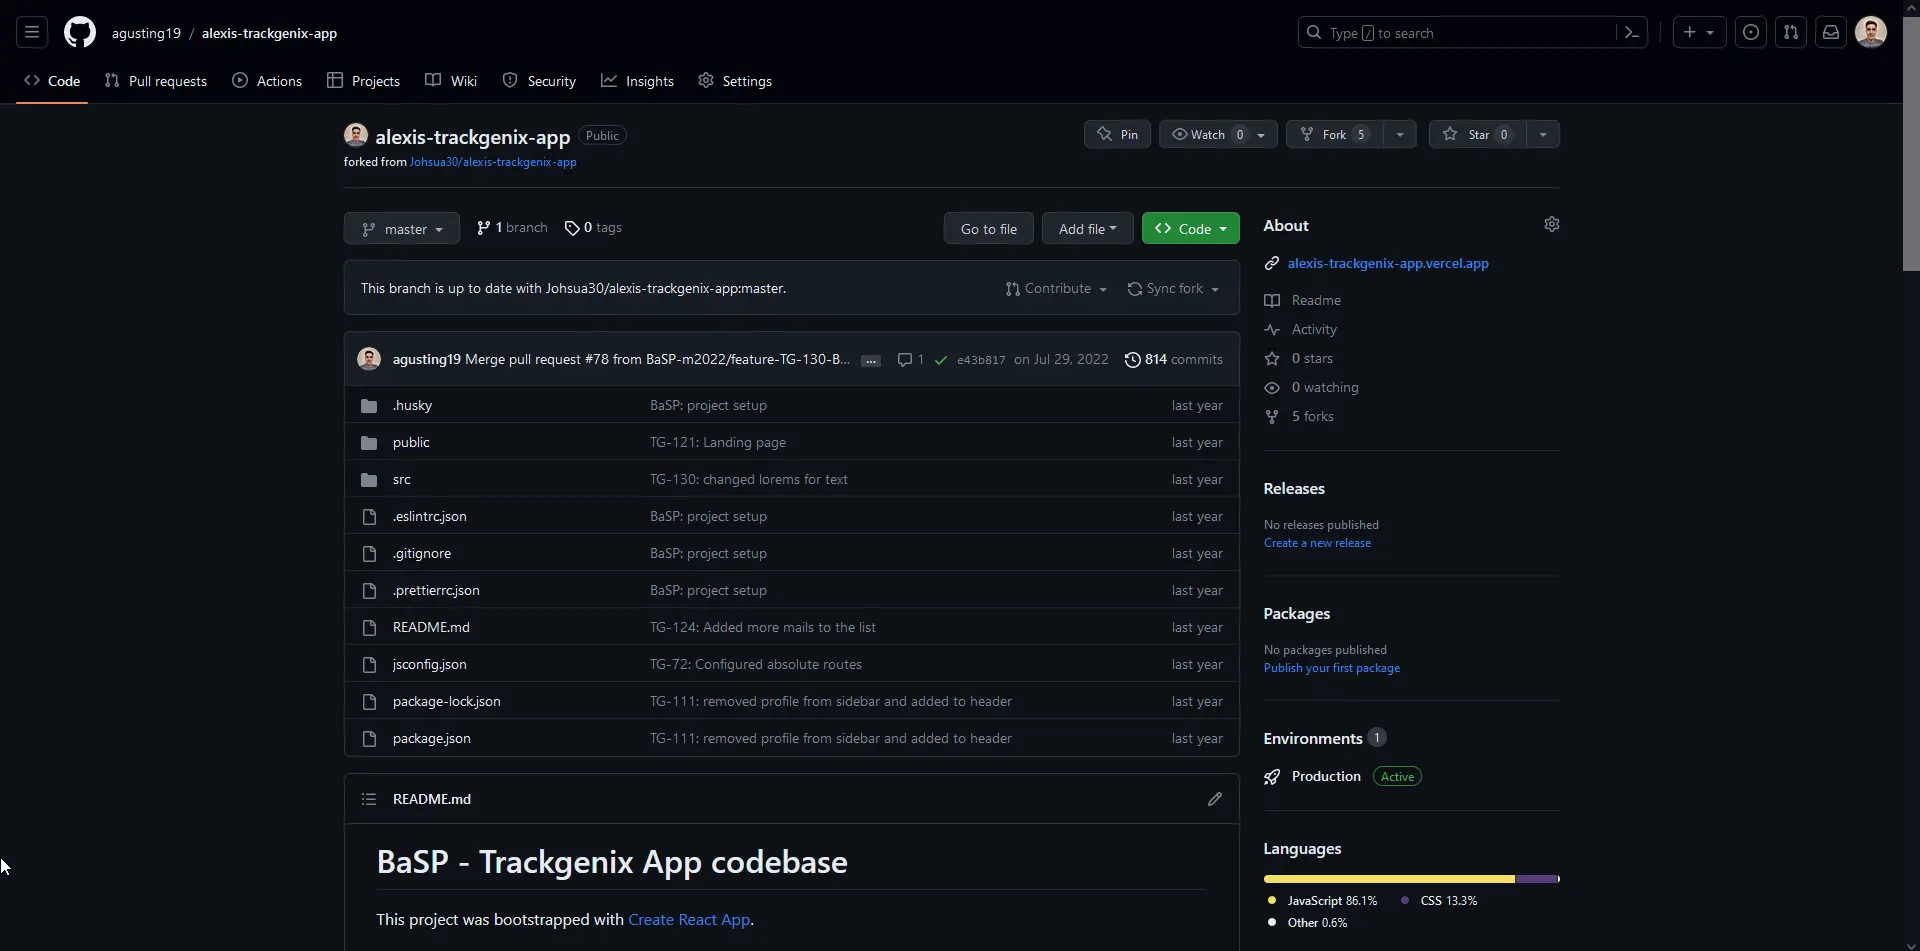 agusting19 / alexis-trackgenix-app
Type / to search
Code Pull requests Actions Projects Wiki Security Insights Settings
alexis-trackgenix-app Public
Pin Watch 0 Fork 5 Star 0
forked from Johsua30/alexis-trackgenix-app
master 1 branch 0 tags Go to file Add file Code
This branch is up to date with Johsua30/alexis-trackgenix-app:master. Contribute Sync fork
agusting19 Merge pull request #78 from BaSP-m2022/feature-TG-130-B... ... 1 e43b817 on Jul 29, 2022 814 commits
.husky BaSP: project setup last year
public TG-121: Landing page last year
src TG-130: changed lorems for text last year
.eslintrc.json BaSP: project setup last year
.gitignore BaSP: project setup last year
.prettierrc.json BaSP: project setup last year
README.md TG-124: Added more mails to the list last year
jsconfig.json TG-72: Configured absolute routes last year
package-lock.json TG-111: removed profile from sidebar and added to header last year
package.json TG-111: removed profile from sidebar and added to header last year
README.md
BaSP - Trackgenix App codebase
This project was bootstrapped with Create React App.
About
alexis-trackgenix-app.vercel.app
Readme
Activity
0 stars
0 watching
5 forks
Releases
No releases published
Create a new release
Packages
No packages published
Publish your first package
Environments 1
Production Active
Languages
JavaScript 86.1% CSS 13.3%
Other 0.6%